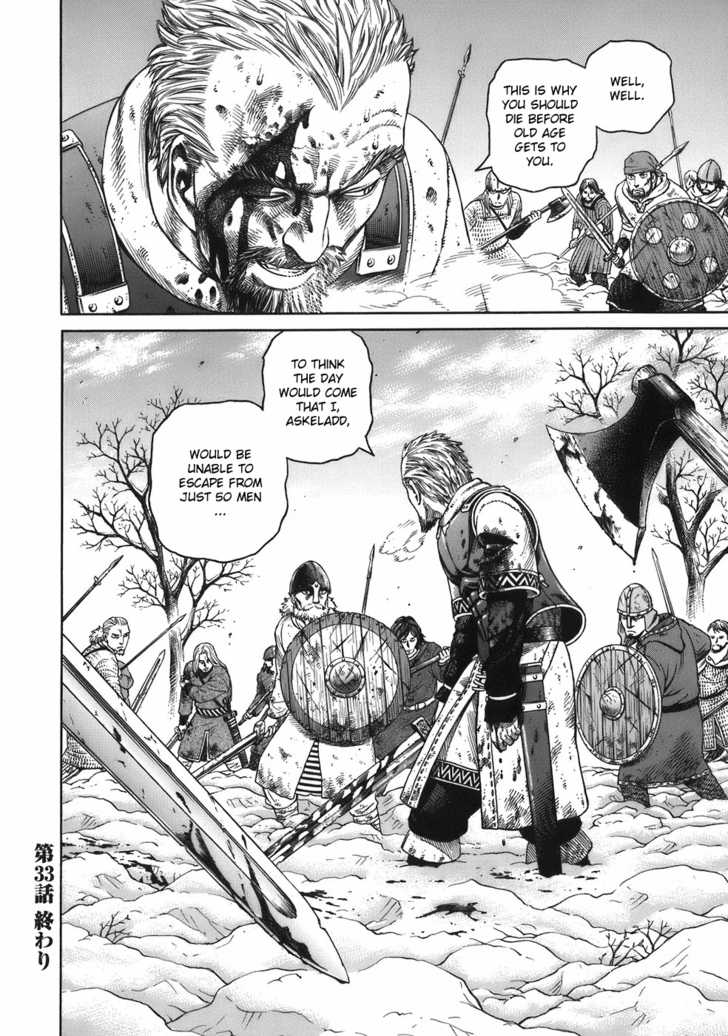 WELL,
WELL.
THIS IS WHY
YOU SHOULD
DIE BEFORE
OLD AGE
GETS TO
YOU.
TO THINK
THE DAY
WOULD COME
THAT I,
ASKELADD,
WOULD BE
UNABLE TO
ESCAPE FROM
JUST 50 MEN
...
第33話 終わり